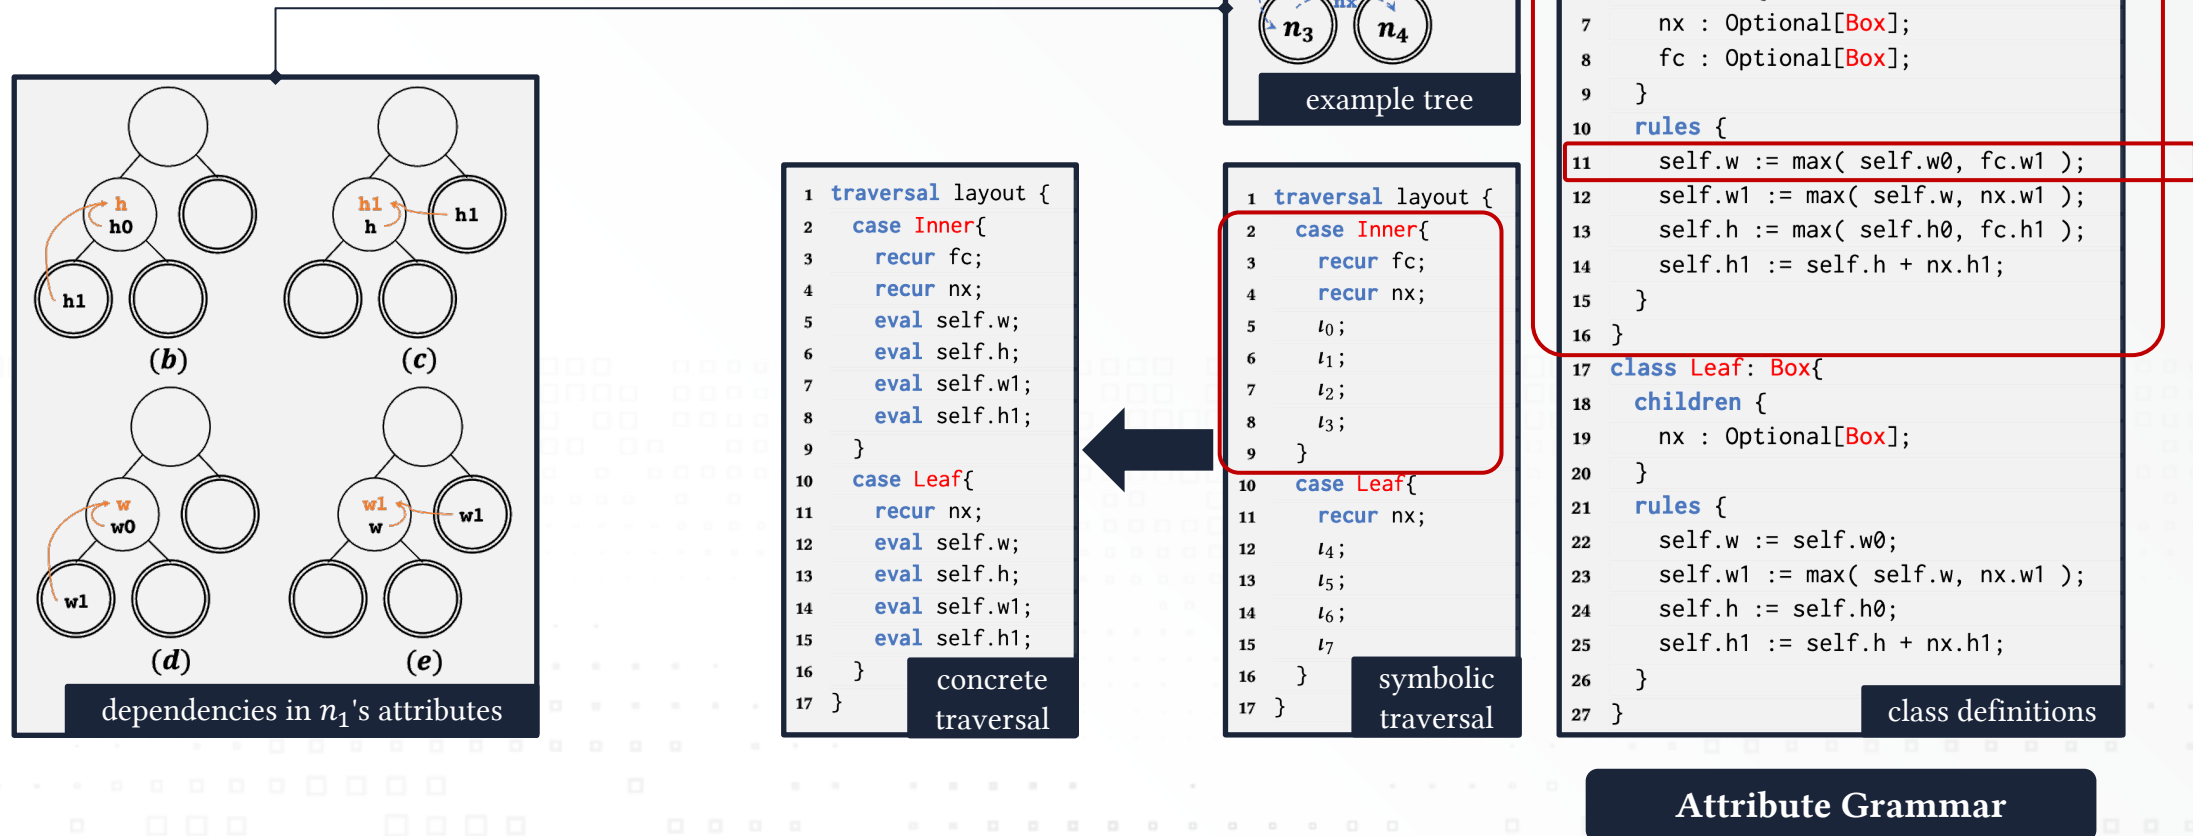 nx
n3
n4
example tree
h
h0
h1
(b)
h1
h
h1
(c)
w
w0
w1
(d)
w1
w
w1
(e)
dependencies in n1's attributes
1 traversal layout {
2 case Inner{
3 recur fc;
4 recur nx;
5 eval self.w;
6 eval self.h;
7 eval self.w1;
8 eval self.h1;
9 }
10 case Leaf{
11 recur nx;
12 eval self.w;
13 eval self.h;
14 eval self.w1;
15 eval self.h1;
16 }
17 }
concrete
traversal
1 traversal layout {
2 case Inner{
3 recur fc;
4 recur nx;
5 ι0;
6 ι1;
7 ι2;
8 ι3;
9 }
10 case Leaf{
11 recur nx;
12 ι4;
13 ι5;
14 ι6;
15 ι7
16 }
17 }
symbolic
traversal
7 nx : Optional[Box];
8 fc : Optional[Box];
9 }
10 rules {
11 self.w := max( self.w0, fc.w1 );
12 self.w1 := max( self.w, nx.w1 );
13 self.h := max( self.h0, fc.h1 );
14 self.h1 := self.h + nx.h1;
15 }
16 }
17 class Leaf: Box{
18 children {
19 nx : Optional[Box];
20 }
21 rules {
22 self.w := self.w0;
23 self.w1 := max( self.w, nx.w1 );
24 self.h := self.h0;
25 self.h1 := self.h + nx.h1;
26 }
27 }
class definitions
Attribute Grammar